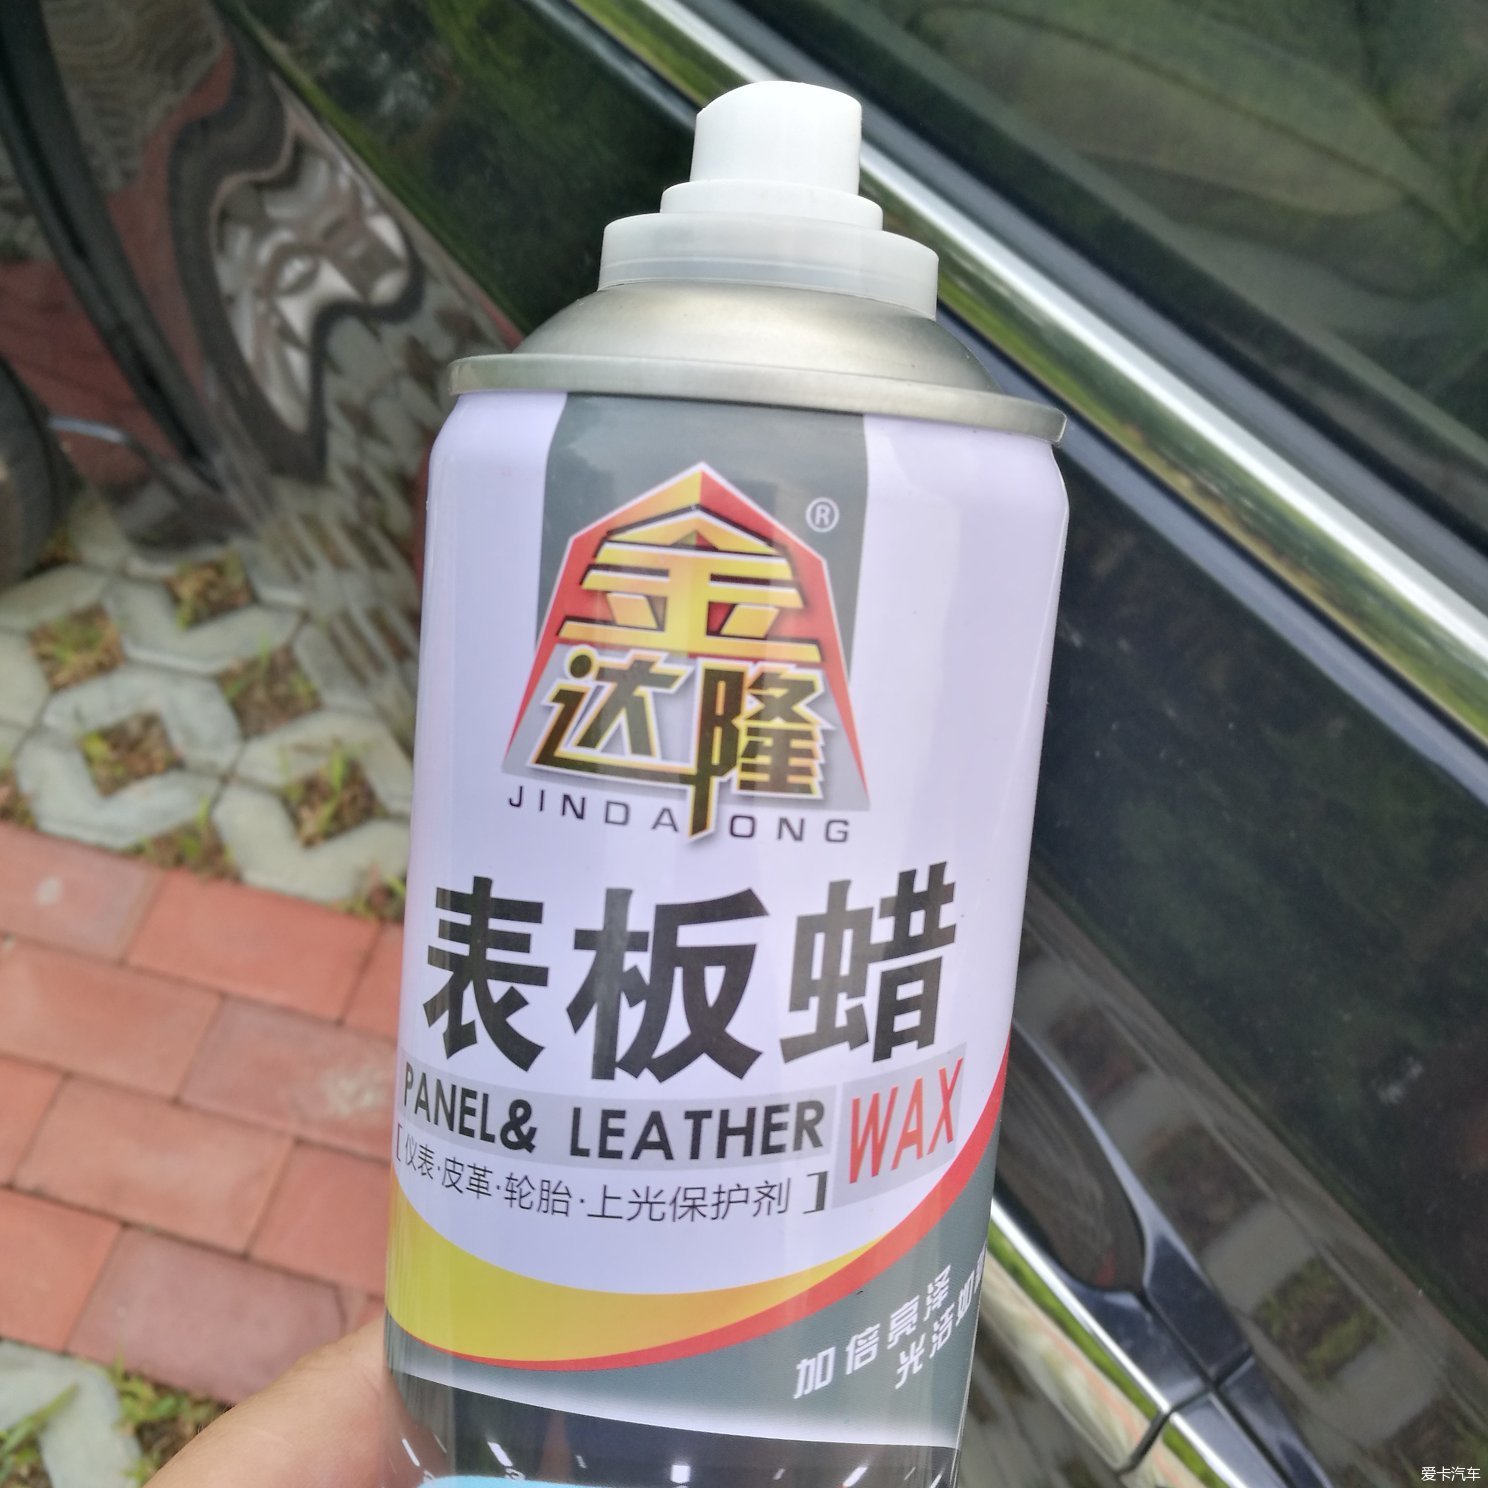 金
®
达隆
JINDALONG
表板蜡
PANEL& LEATHER WAX
[仪表·皮革·轮胎·上光保护剂]
加倍亮泽
光洁如
爱卡汽车